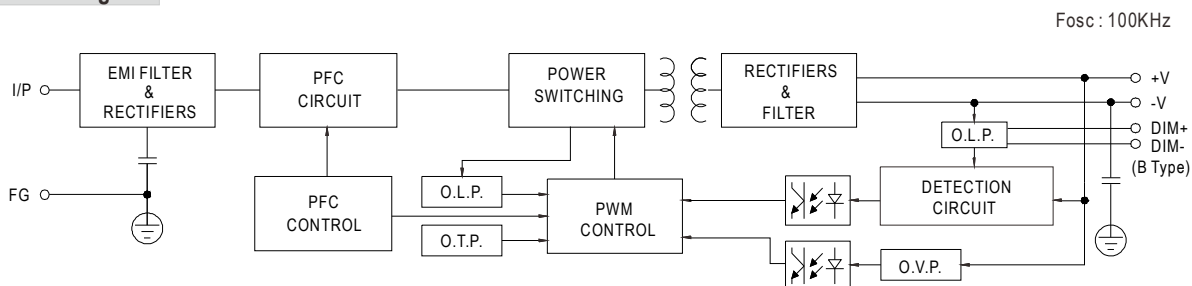 Fosc : 100KHz
I/P
EMI FILTER
&
RECTIFIERS
PFC
CIRCUIT
POWER
SWITCHING
RECTIFIERS
&
FILTER
+V
-V
DIM+
DIM-
(B Type)
O.L.P.
FG
PFC
CONTROL
O.L.P.
O.T.P.
PWM
CONTROL
DETECTION
CIRCUIT
O.V.P.